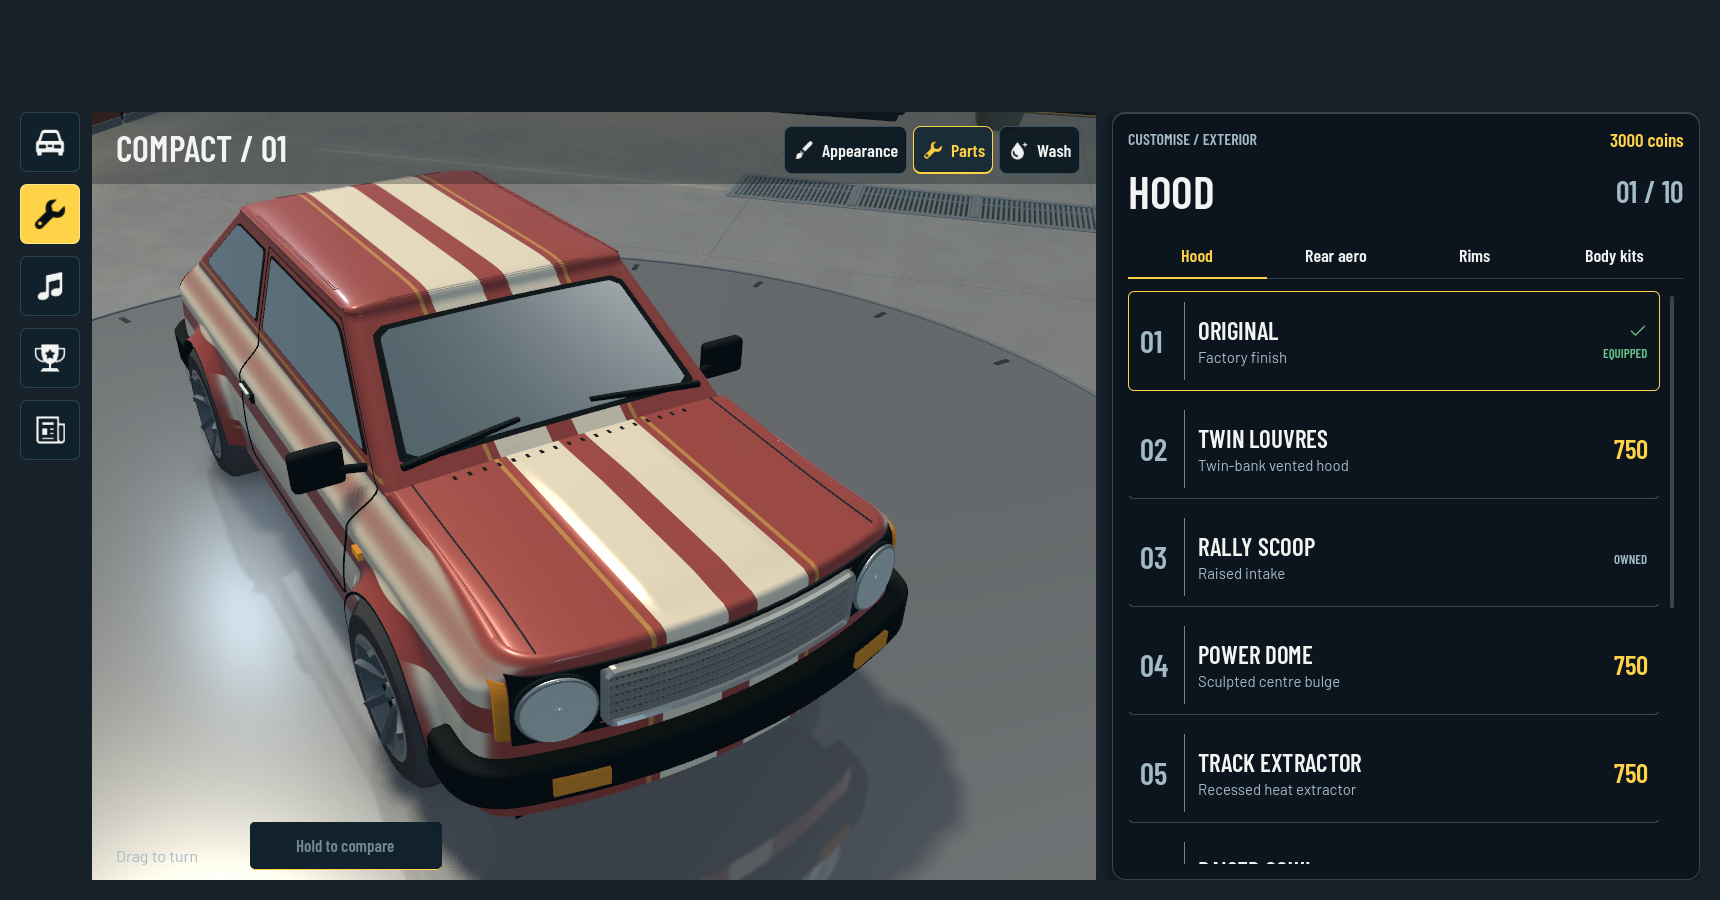 COMPACT / 01
Appearance
Parts
Wash
Drag to turn
Hold to compare
CUSTOMISE / EXTERIOR
3000 coins
HOOD
01 / 10
Hood
Rear aero
Rims
Body kits
01
ORIGINAL
Factory finish
EQUIPPED
02
TWIN LOUVRES
Twin-bank vented hood
750
03
RALLY SCOOP
Raised intake
OWNED
04
POWER DOME
Sculpted centre bulge
750
05
TRACK EXTRACTOR
Recessed heat extractor
750